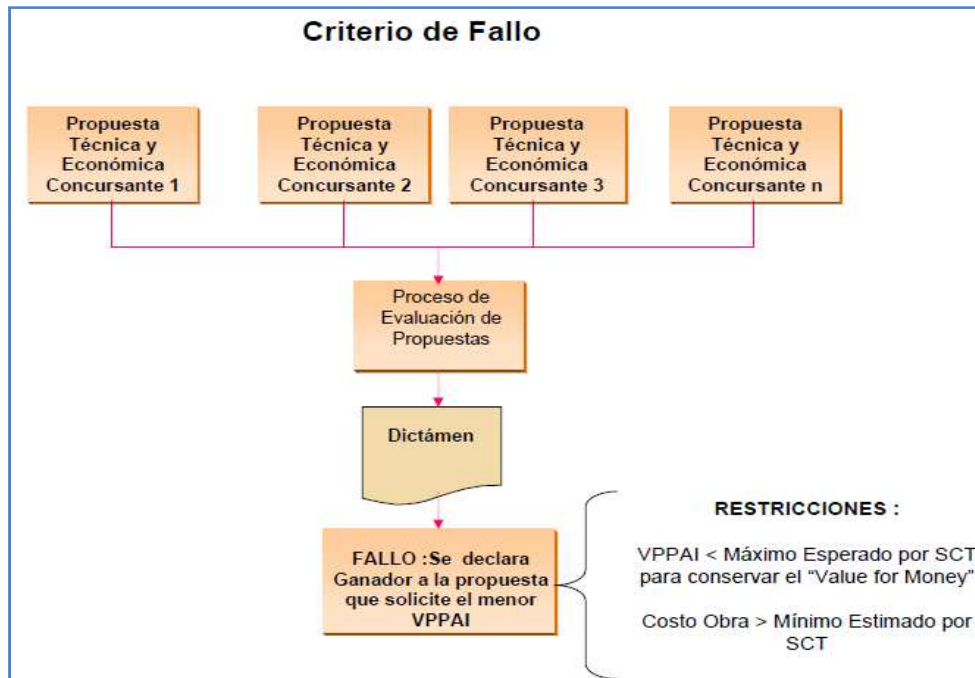 Criterio de Fallo
Propuesta
Técnica y
Económica
Concursante 1
Propuesta
Técnica y
Económica
Concursante 2
Propuesta
Técnica y
Económica
Concursante 3
Propuesta
Técnica y
Económica
Concursante n
Proceso de
Evaluación de
Propuestas
Dictámen
FALLO :Se declara
Ganador a la propuesta
que solicite el menor
VPPAI
RESTRICCIONES :
VPPAI < Máximo Esperado por SCT
para conservar el “Value for Money”
Costo Obra > Mínimo Estimado por
SCT